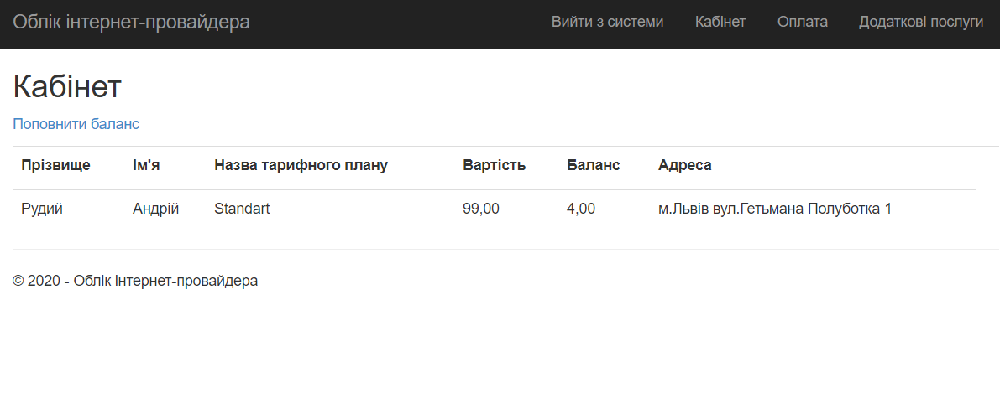 Облік інтернет-провайдера Вийти з системи Кабінет Оплата Додаткові послуги
Кабінет
Поповнити баланс
Прізвище Ім'я Назва тарифного плану Вартість Баланс Адреса
Рудий Андрій Standart 99,00 4,00 м.Львів вул.Гетьмана Полуботка 1
© 2020 - Облік інтернет-провайдера